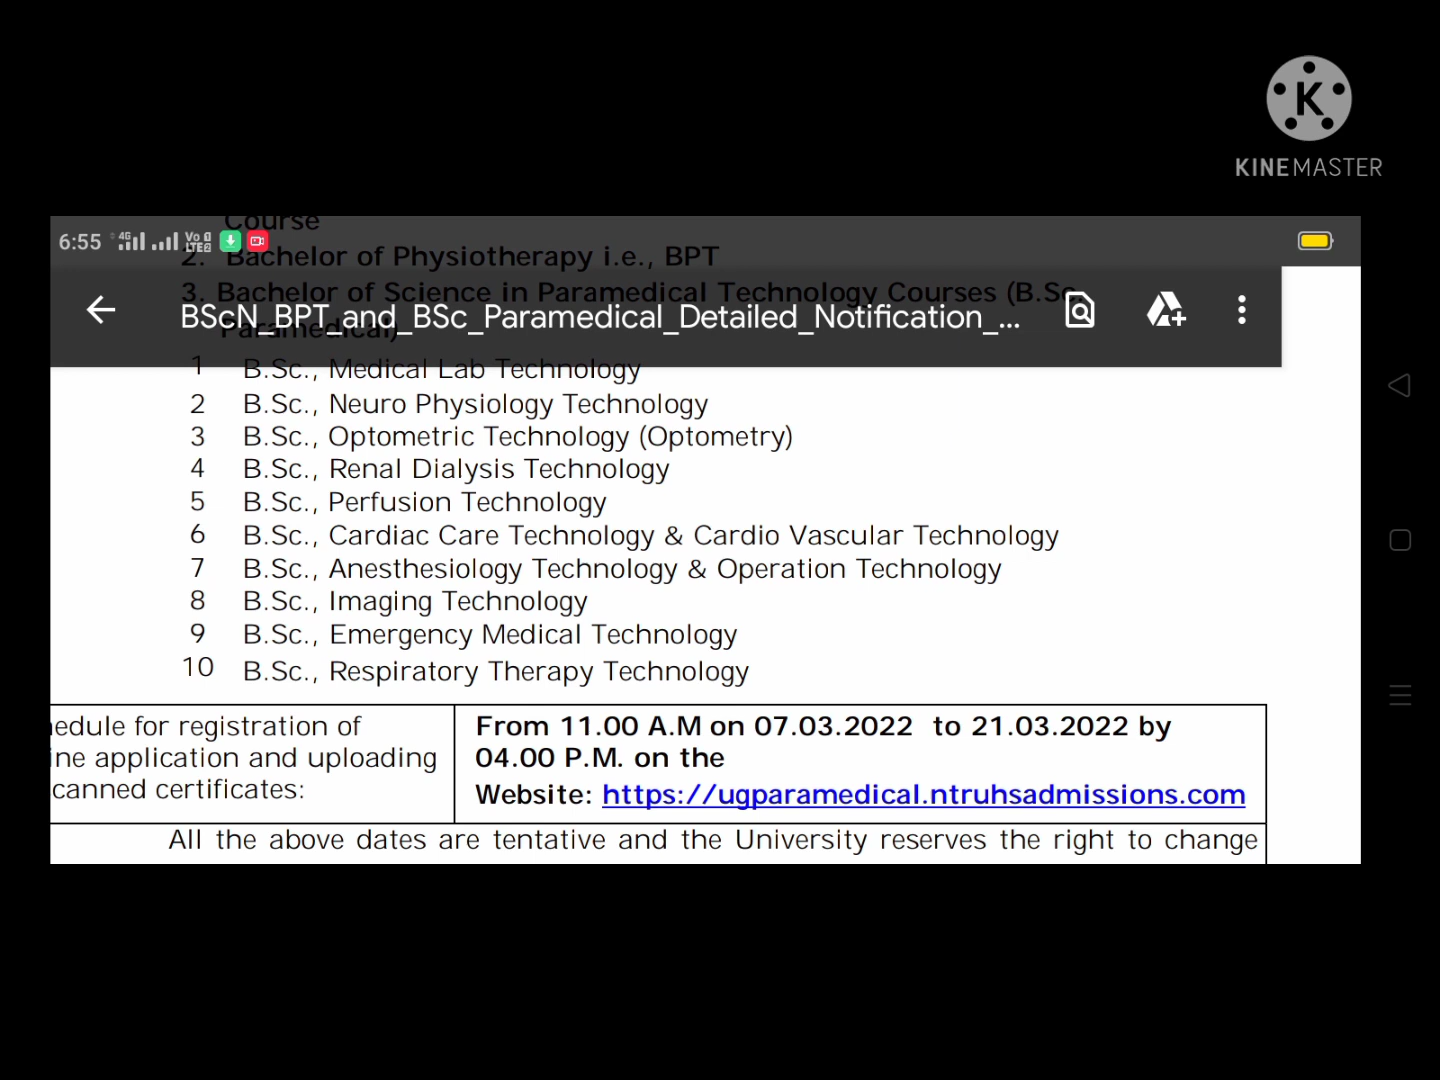 KINEMASTER
Course
6:55 4G Vo 1 LTE2
2. Bachelor of Physiotherapy i.e., BPT
3. Bachelor of Science in Paramedical Technology Courses (B.Sc
BScN_BPT_and_BSc_Paramedical_Detailed_Notification_...
Paramedical)
1 B.Sc., Medical Lab Technology
2 B.Sc., Neuro Physiology Technology
3 B.Sc., Optometric Technology (Optometry)
4 B.Sc., Renal Dialysis Technology
5 B.Sc., Perfusion Technology
6 B.Sc., Cardiac Care Technology & Cardio Vascular Technology
7 B.Sc., Anesthesiology Technology & Operation Technology
8 B.Sc., Imaging Technology
9 B.Sc., Emergency Medical Technology
10 B.Sc., Respiratory Therapy Technology
edule for registration of
ine application and uploading
canned certificates:
From 11.00 A.M on 07.03.2022 to 21.03.2022 by
04.00 P.M. on the
Website: https://ugparamedical.ntruhsadmissions.com
All the above dates are tentative and the University reserves the right to change